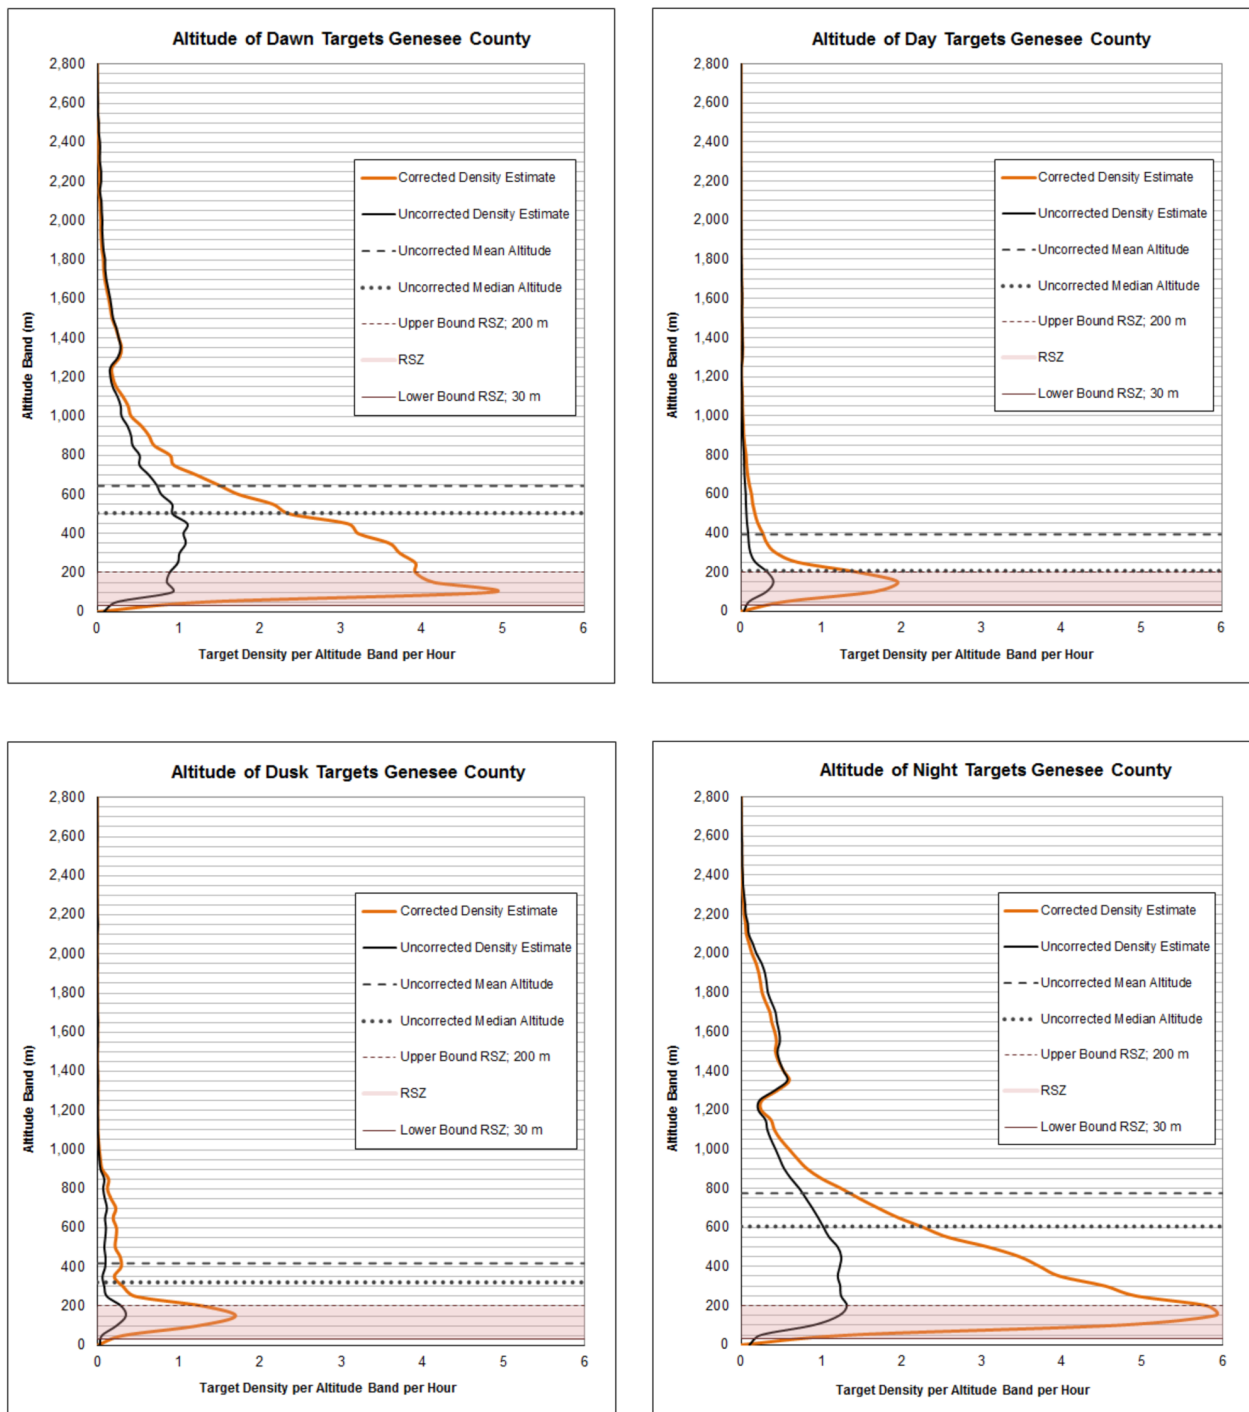 Altitude of Dawn Targets Genesee County
2,800
2,600
2,400
2,200
2,000
1,800
1,600
1,400
1,200
1,000
800
600
400
200
0
Altitude Band (m)
Corrected Density Estimate
Uncorrected Density Estimate
Uncorrected Mean Altitude
Uncorrected Median Altitude
Upper Bound RSZ; 200 m
RSZ
Lower Bound RSZ; 30 m
0 1 2 3 4 5 6
Target Density per Altitude Band per Hour
Altitude of Day Targets Genesee County
2,800
2,600
2,400
2,200
2,000
1,800
1,600
1,400
1,200
1,000
800
600
400
200
0
Altitude Band (m)
Corrected Density Estimate
Uncorrected Density Estimate
Uncorrected Mean Altitude
Uncorrected Median Altitude
Upper Bound RSZ; 200 m
RSZ
Lower Bound RSZ; 30 m
0 1 2 3 4 5 6
Target Density per Altitude Band per Hour
Altitude of Dusk Targets Genesee County
2,800
2,600
2,400
2,200
2,000
1,800
1,600
1,400
1,200
1,000
800
600
400
200
0
Altitude Band (m)
Corrected Density Estimate
Uncorrected Density Estimate
Uncorrected Mean Altitude
Uncorrected Median Altitude
Upper Bound RSZ; 200 m
RSZ
Lower Bound RSZ; 30 m
0 1 2 3 4 5 6
Target Density per Altitude Band per Hour
Altitude of Night Targets Genesee County
2,800
2,600
2,400
2,200
2,000
1,800
1,600
1,400
1,200
1,000
800
600
400
200
0
Altitude Band (m)
Corrected Density Estimate
Uncorrected Density Estimate
Uncorrected Mean Altitude
Uncorrected Median Altitude
Upper Bound RSZ; 200 m
RSZ
Lower Bound RSZ; 30 m
0 1 2 3 4 5 6
Target Density per Altitude Band per Hour